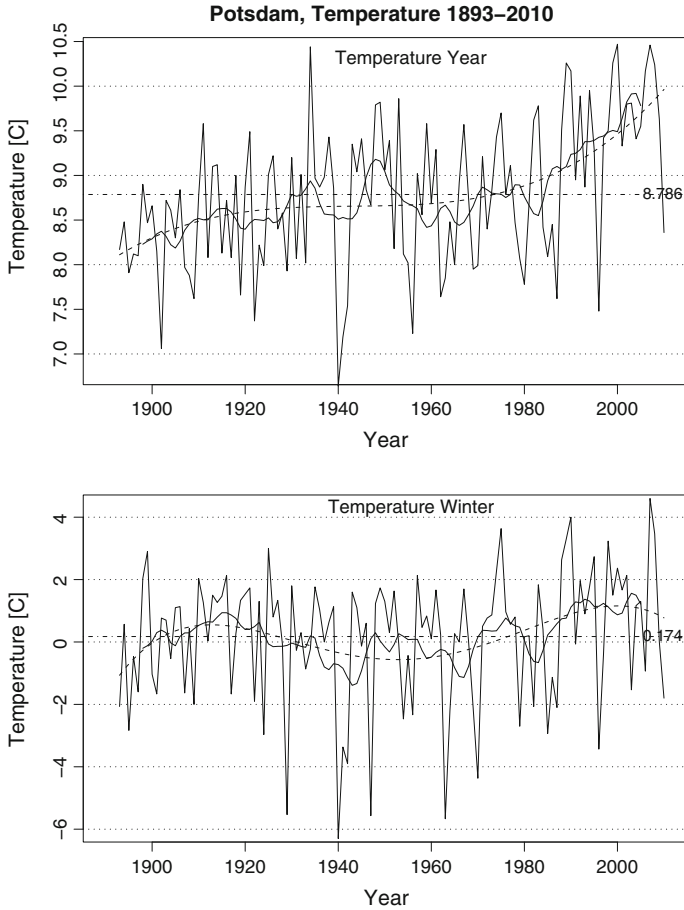 Potsdam, Temperature 1893–2010
Temperature Year
Temperature [C]
10.5
10.0
9.5
9.0
8.5
8.0
7.5
7.0
8.786
1900 1920 1940 1960 1980 2000
Year
Temperature Winter
Temperature [C]
4
2
0
−2
−4
−6
0.174
1900 1920 1940 1960 1980 2000
Year